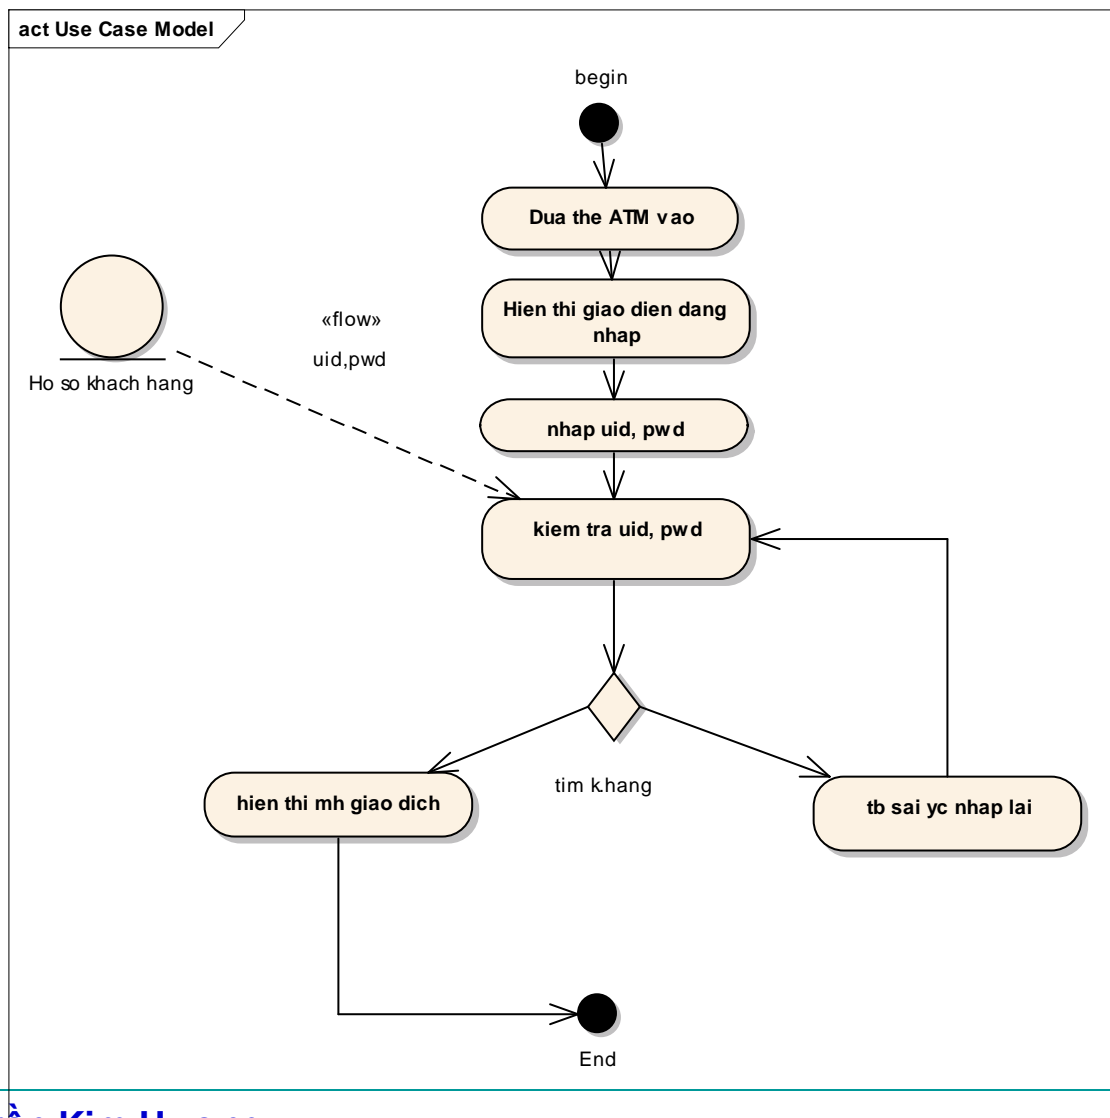 act Use Case Model
begin
Dua the ATM vao
Hien thi giao dien dang
nhap
«flow»
uid,pwd
Ho so khach hang
nhap uid, pwd
kiem tra uid, pwd
tim k.hang
hien thi mh giao dich
tb sai yc nhap lai
End